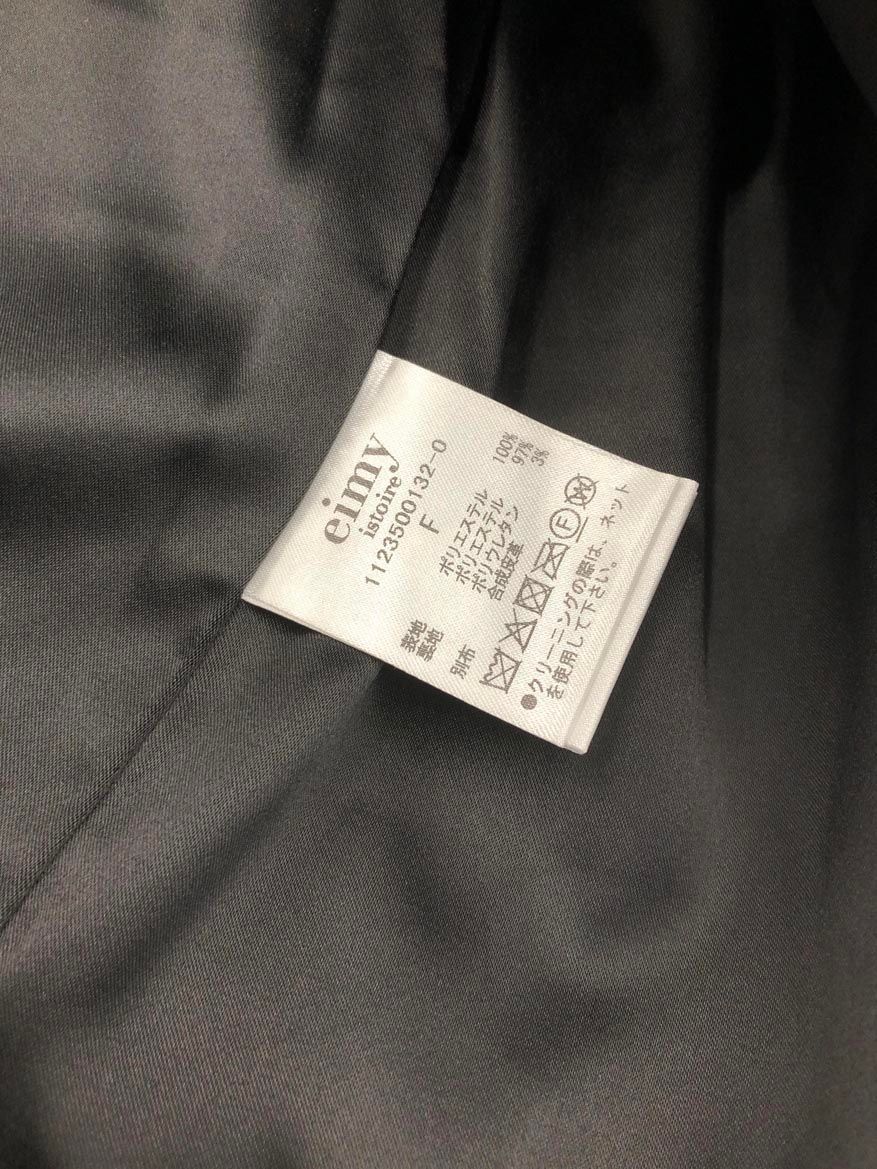 eimy
istoire
1123500132-0
F
表地 ポリエステル 100%
裏地 ポリエステル 97%
ポリウレタン 3%
別布 合成皮革
F
W
●クリーニングの際は、ネット
を使用して下さい。